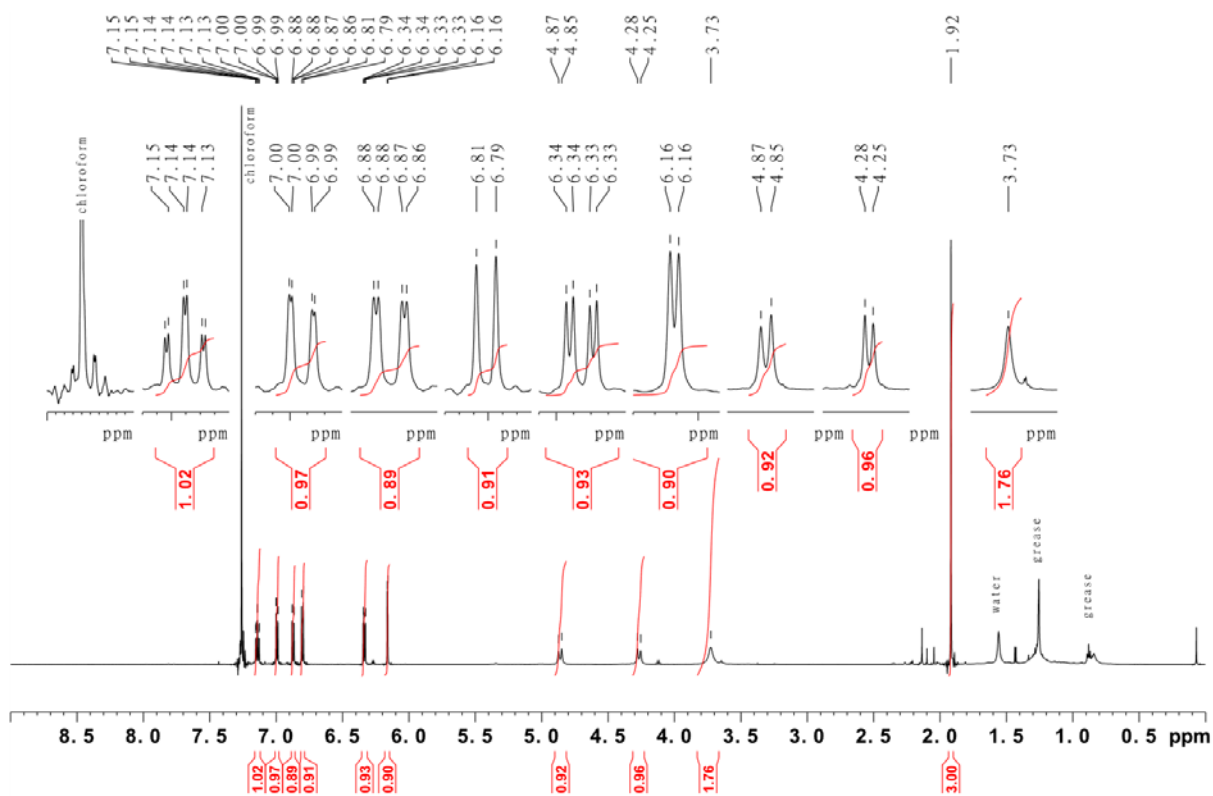 7.15 7.15 7.14 7.14 7.13 7.13 7.00 7.00 6.99 6.99 6.88 6.88 6.87 6.86 6.81 6.79 6.34 6.34 6.33 6.33 6.16 6.16 4.87 4.85 4.28 4.25 3.73 1.92
chloroform
chloroform
7.15 7.14 7.14 7.13
7.00 7.00 6.99 6.99
6.88 6.88 6.87 6.86
6.81 6.79
6.34 6.34 6.33 6.33
6.16 6.16
4.87 4.85
4.28 4.25
3.73
ppm ppm ppm ppm ppm ppm ppm ppm ppm ppm
1.02 0.97 0.89 0.91 0.93 0.90 0.92 0.96 1.76
water
grease
grease
8.5 8.0 7.5 7.0 6.5 6.0 5.5 5.0 4.5 4.0 3.5 3.0 2.5 2.0 1.5 1.0 0.5 ppm
1.02 0.97 0.89 0.91 0.93 0.90 0.92 0.96 1.76 3.00